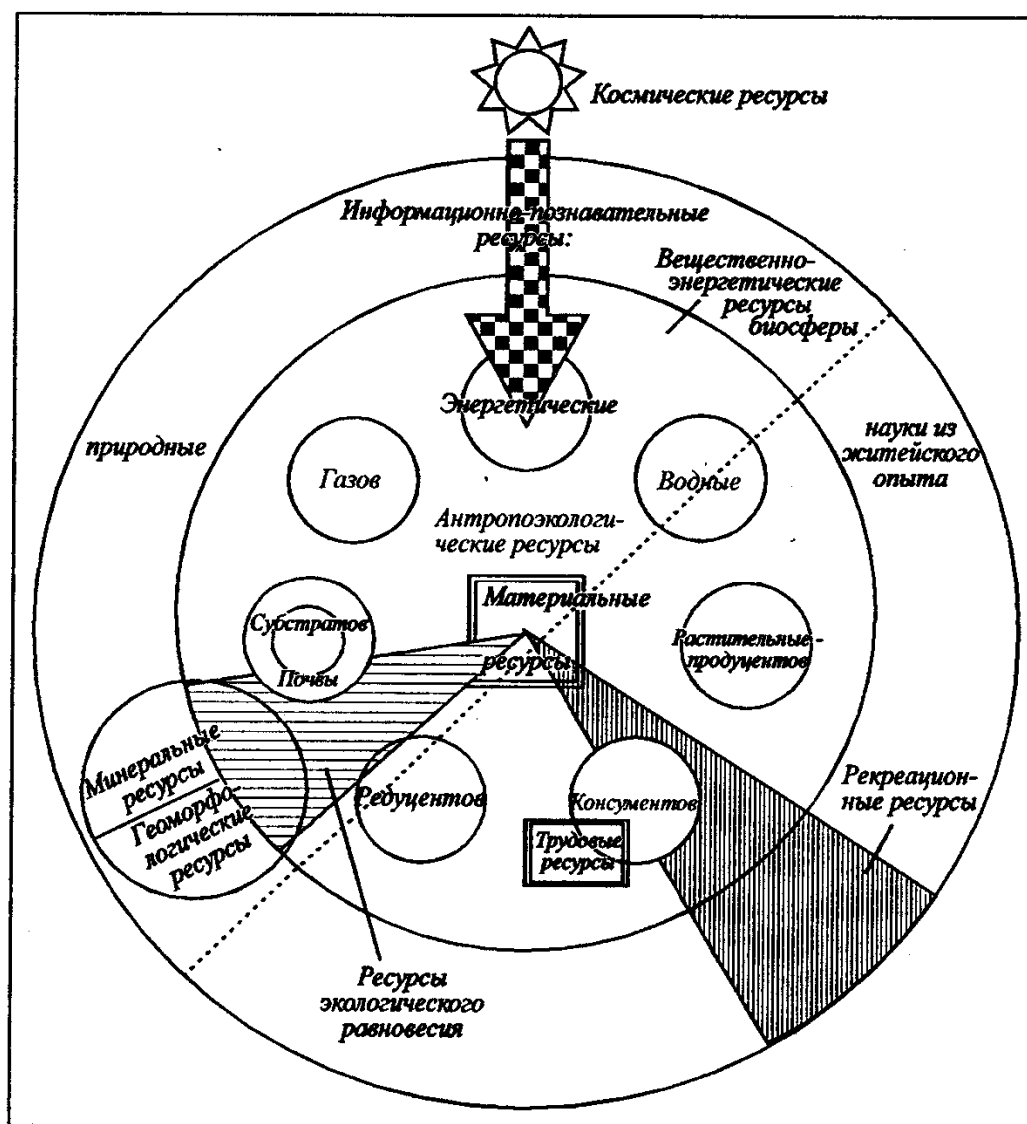 Космические ресурсы
Информационно-познавательные
ресурсы:
Вещественно-
энергетические
ресурсы
биосферы
Энергетические
природные
науки из
житейского
опыта
Газов
Водные
Антропоэкологи-
ческие ресурсы
Материальные
ресурсы
Субстратов
Почвы
Растительные -
продуцентов
Минеральные
ресурсы
Геоморфо-
логические
ресурсы
Редуцентов
Консументов
Трудовые
ресурсы
Рекреацион-
ные ресурсы
Ресурсы
экологического
равновесия